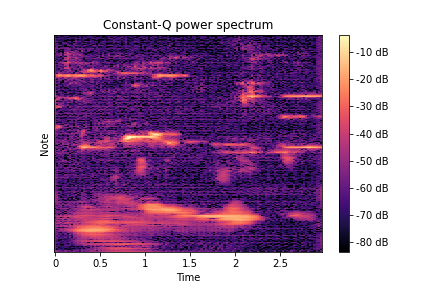 Constant-Q power spectrum
Note
0
0.5
1
1.5
2
2.5
Time
-10 dB
-20 dB
-30 dB
-40 dB
-50 dB
-60 dB
-70 dB
-80 dB